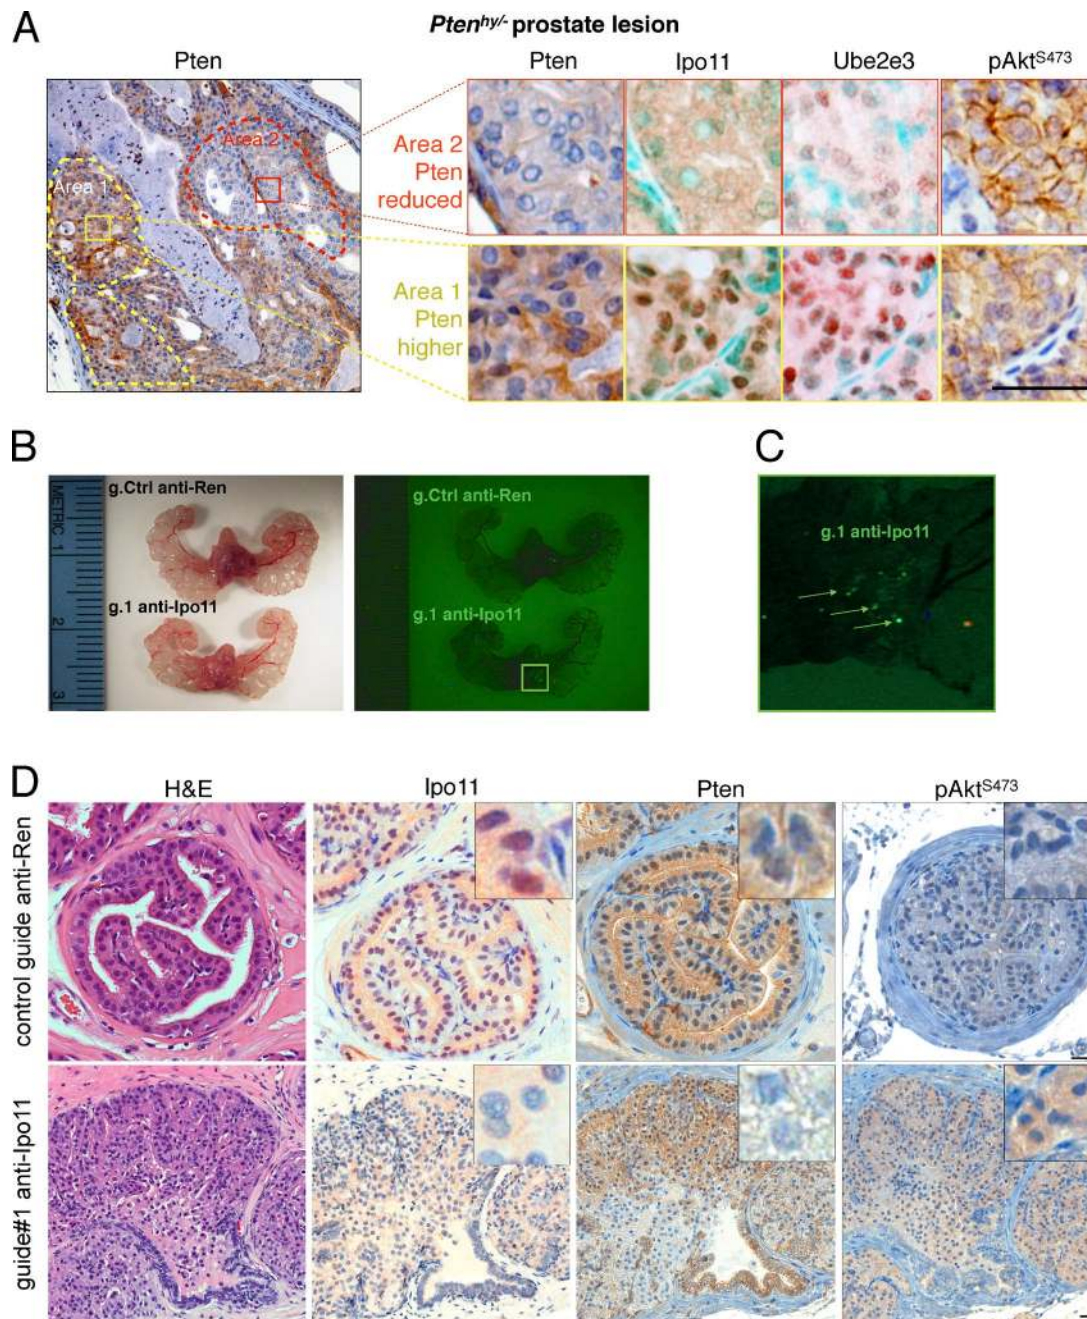 A
Pten^hy/- prostate lesion
Pten
Ipo11
Ube2e3
pAkt^S473
Pten
Area 2
Area 1
Area 2
Pten
reduced
Area 1
Pten
higher
B
C
METRIC 1
2
3
g.Ctrl anti-Ren
g.1 anti-Ipo11
g.Ctrl anti-Ren
g.1 anti-Ipo11
g.1 anti-Ipo11
D
H&E
Ipo11
Pten
pAkt^S473
control guide anti-Ren
guide#1 anti-Ipo11